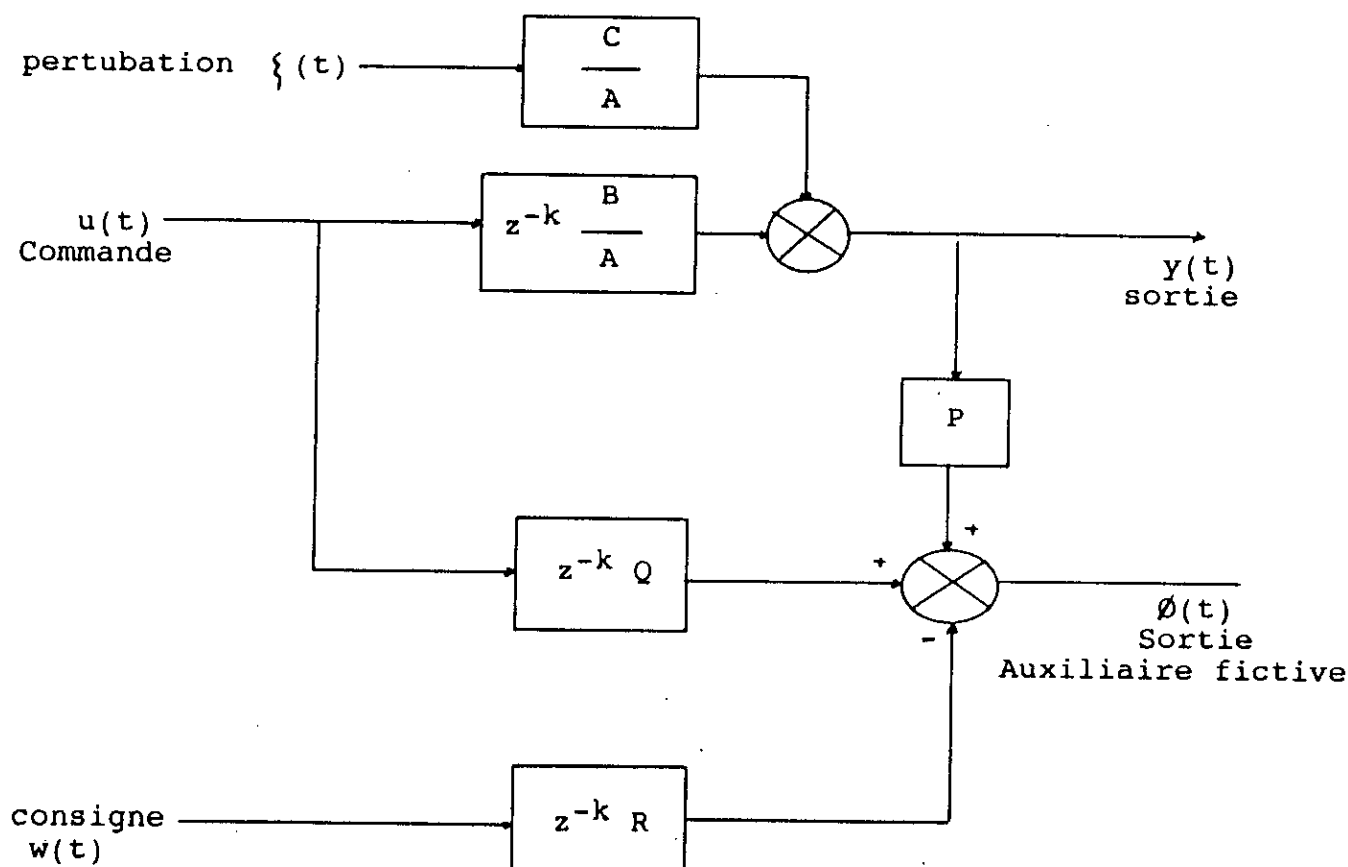 C
pertubation ξ(t)
A
B
u(t)
z-k
Commande
A
y(t)
sortie
P
+
+
z-k Q
Ø(t)
-
Sortie
Auxiliaire fictive
consigne
z-k R
w(t)